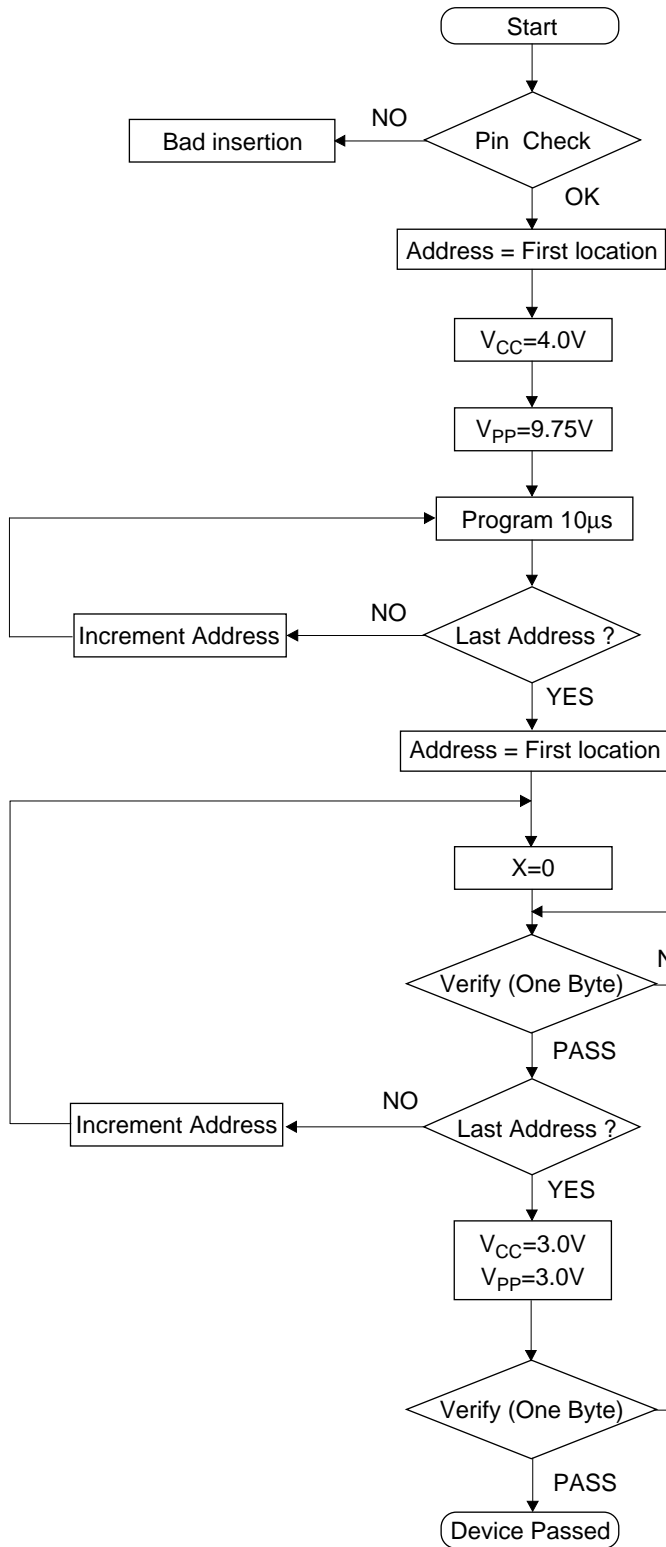 Start
NO
Pin Check
Bad insertion
OK
Address = First location
VCC=4.0V
VPP=9.75V
Program 10μs
NO
Last Address ?
Increment Address
YES
Address = First location
X=0
Verify (One Byte)
PASS
NO
Last Address ?
Increment Address
YES
VCC=3.0V
VPP=3.0V
Verify (One Byte)
PASS
Device Passed